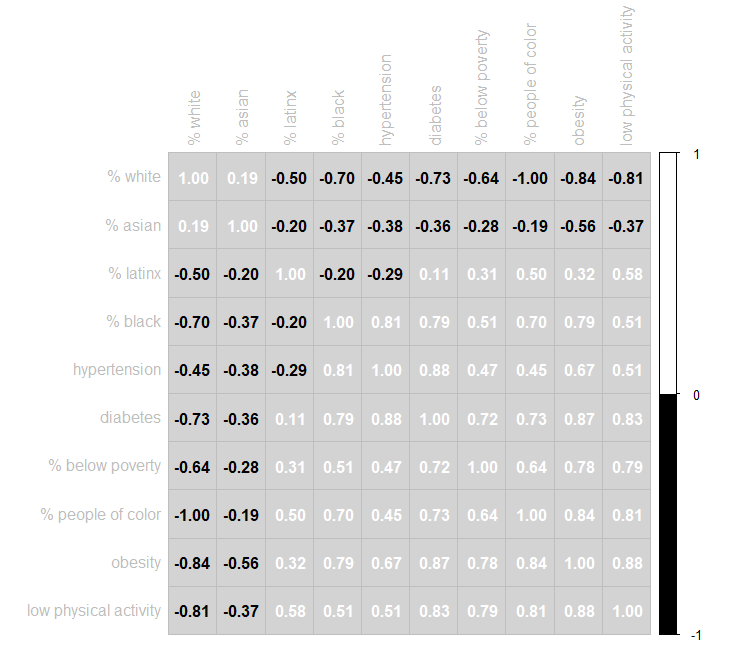 % white % asian % latinx % black hypertension diabetes % below poverty % people of color obesity low physical activity
% white 1.00 0.19 -0.50 -0.70 -0.45 -0.73 -0.64 -1.00 -0.84 -0.81
% asian 0.19 1.00 -0.20 -0.37 -0.38 -0.36 -0.28 -0.19 -0.56 -0.37
% latinx -0.50 -0.20 1.00 -0.20 -0.29 0.11 0.31 0.50 0.32 0.58
% black -0.70 -0.37 -0.20 1.00 0.81 0.79 0.51 0.70 0.79 0.51
hypertension -0.45 -0.38 -0.29 0.81 1.00 0.88 0.47 0.45 0.67 0.51
diabetes -0.73 -0.36 0.11 0.79 0.88 1.00 0.72 0.73 0.87 0.83
% below poverty -0.64 -0.28 0.31 0.51 0.47 0.72 1.00 0.64 0.78 0.79
% people of color -1.00 -0.19 0.50 0.70 0.45 0.73 0.64 1.00 0.84 0.81
obesity -0.84 -0.56 0.32 0.79 0.67 0.87 0.78 0.84 1.00 0.88
low physical activity -0.81 -0.37 0.58 0.51 0.51 0.83 0.79 0.81 0.88 1.00
1
0
-1